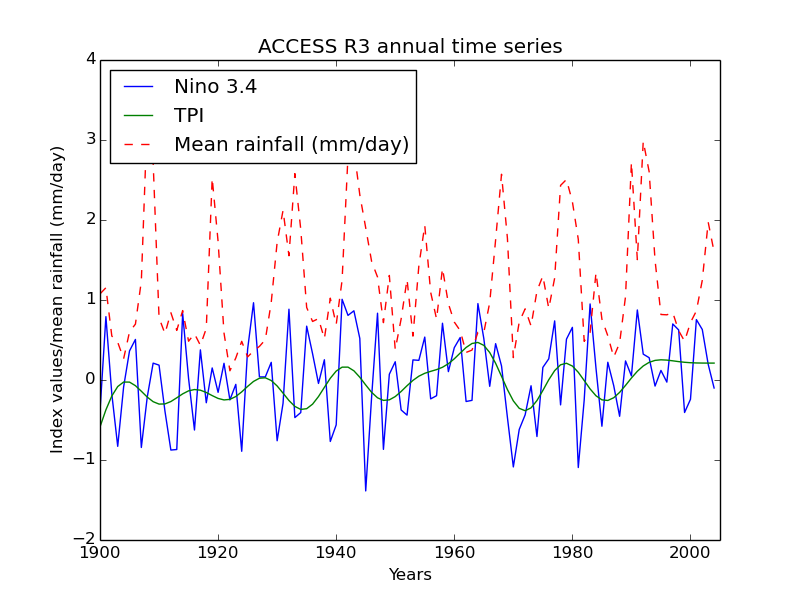 ACCESS R3 annual time series
Nino 3.4
TPI
Mean rainfall (mm/day)
Index values/mean rainfall (mm/day)
4
3
2
1
0
−1
−2
1900 1920 1940 1960 1980 2000
Years